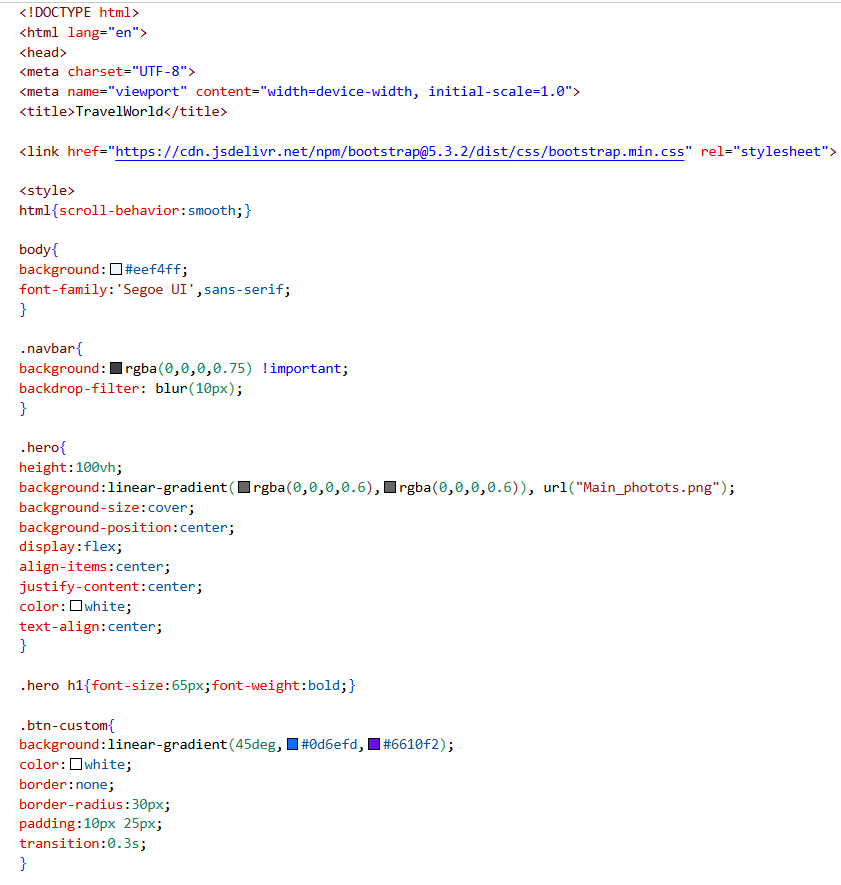 <!DOCTYPE html>
<html lang="en">
<head>
<meta charset="UTF-8">
<meta name="viewport" content="width=device-width, initial-scale=1.0">
<title>TravelWorld</title>
<link href="https://cdn.jsdelivr.net/npm/bootstrap@5.3.2/dist/css/bootstrap.min.css" rel="stylesheet">
<style>
html{scroll-behavior:smooth;}
body{
background:#eef4ff;
font-family:'Segoe UI',sans-serif;
}
.navbar{
background:rgba(0,0,0,0.75) !important;
backdrop-filter: blur(10px);
}
.hero{
height:100vh;
background:linear-gradient(rgba(0,0,0,0.6),rgba(0,0,0,0.6)), url("Main_photots.png");
background-size:cover;
background-position:center;
display:flex;
align-items:center;
justify-content:center;
color:white;
text-align:center;
}
.hero h1{font-size:65px;font-weight:bold;}
.btn-custom{
background:linear-gradient(45deg,#0d6efd,#6610f2);
color:white;
border:none;
border-radius:30px;
padding:10px 25px;
transition:0.3s;
}